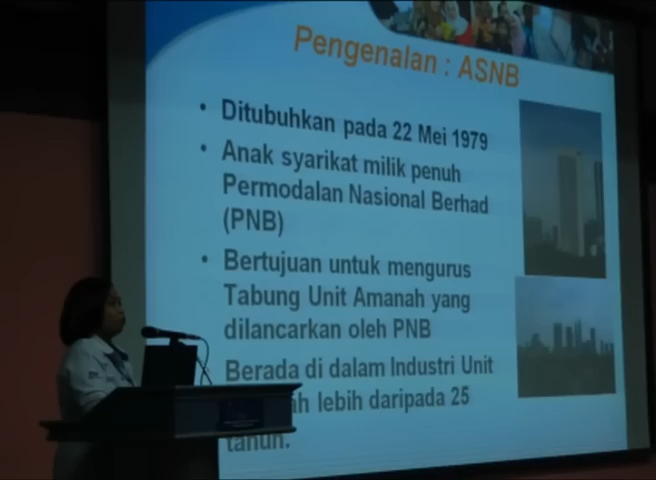 Pengenalan : ASNB
• Ditubuhkan pada 22 Mei 1979
• Anak syarikat milik penuh
Permodalan Nasional Berhad
(PNB)
• Bertujuan untuk mengurus
Tabung Unit Amanah yang
dilancarkan oleh PNB
Berada di dalam Industri Unit
lebih daripada 25
tahun.